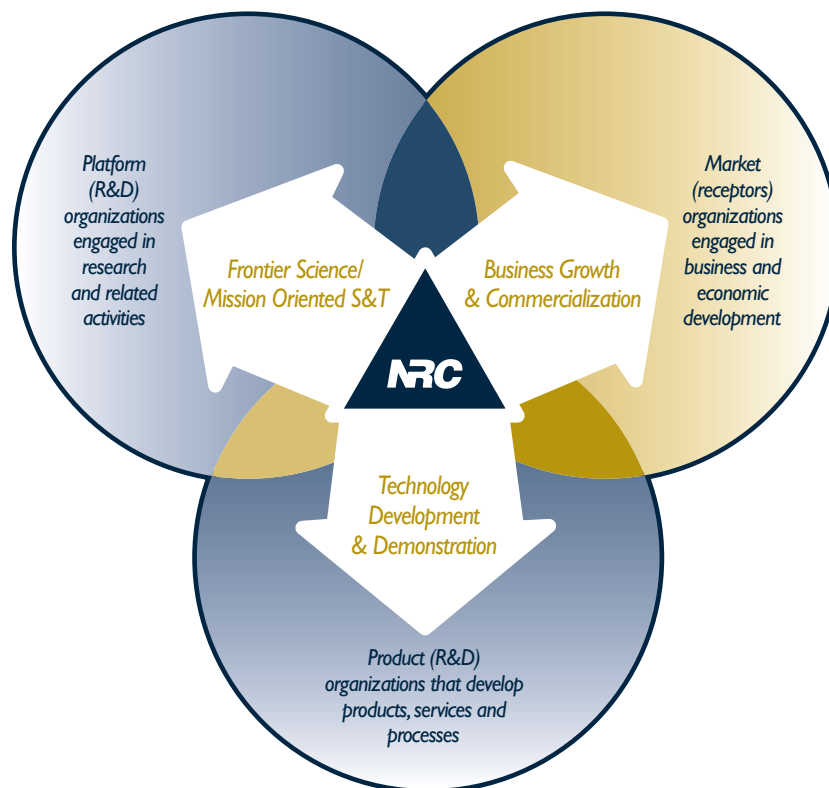 Platform
(R&D)
organizations
engaged in
research
and related
activities
Frontier Science/
Mission Oriented S&T
Business Growth
& Commercialization
Market
(receptors)
organizations
engaged in
business and
economic
development
NRC
Technology
Development
& Demonstration
Product (R&D)
organizations that develop
products, services and
processes